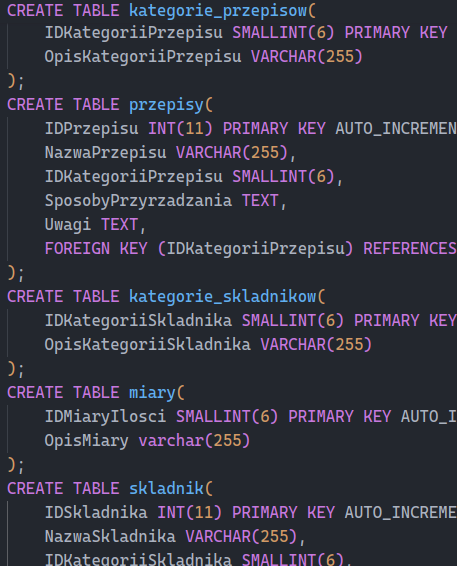 CREATE TABLE kategorie_przepisow(
IDKategoriiPrzepisu SMALLINT(6) PRIMARY KEY
OpisKategoriiPrzepisu VARCHAR(255)
);
CREATE TABLE przepisy(
IDPrzepisu INT(11) PRIMARY KEY AUTO_INCREMEN
NazwaPrzepisu VARCHAR(255),
IDKategoriiPrzepisu SMALLINT(6),
SposobyPrzyrzadzania TEXT,
Uwagi TEXT,
FOREIGN KEY (IDKategoriiPrzepisu) REFERENCES
);
CREATE TABLE kategorie_skladnikow(
IDKategoriiSkladnika SMALLINT(6) PRIMARY KEY
OpisKategoriiSkladnika VARCHAR(255)
);
CREATE TABLE miary(
IDMiaryIlosci SMALLINT(6) PRIMARY KEY AUTO_I
OpisMiary varchar(255)
);
CREATE TABLE skladnik(
IDSkladnika INT(11) PRIMARY KEY AUTO_INCREME
NazwaSkladnika VARCHAR(255),
IDKategoriiSkladnika SMALLINT(6),